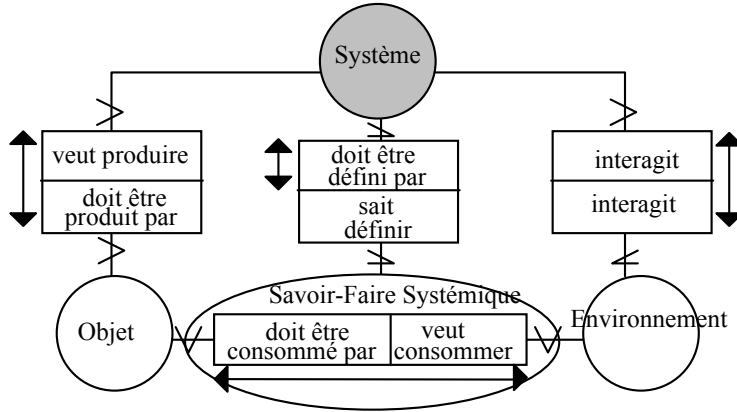 Système
veut produire
doit être
produit par
doit être
défini par
sait
définir
interagit
interagit
Objet
Savoir-Faire Systémique
doit être
consommé par
veut
consommer
Environnement